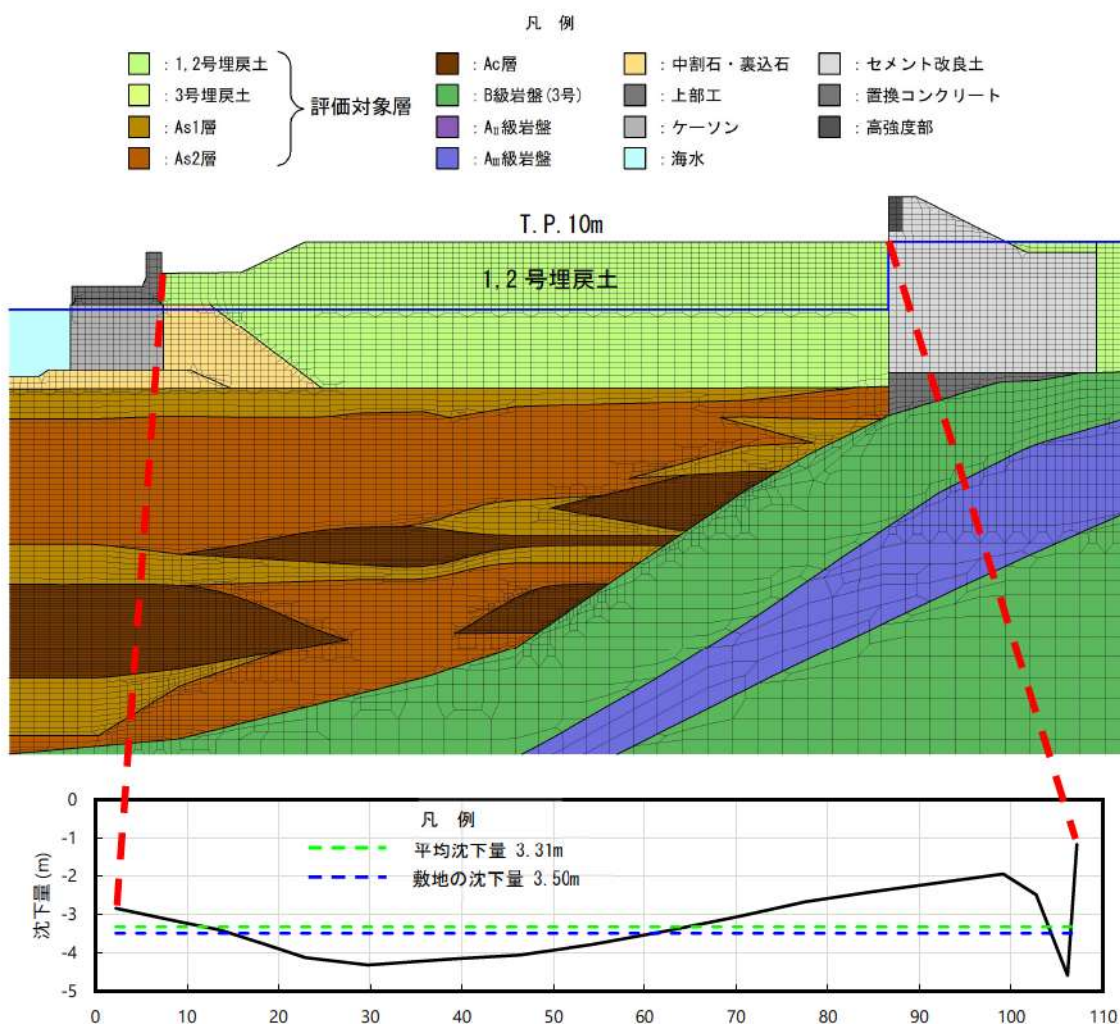 凡 例
: 1,2号埋戻土
: 3号埋戻土
: As1層
: As2層
評価対象層
: Ac層
: B級岩盤(3号)
: AⅡ級岩盤
: AⅢ級岩盤
: 中割石・裏込石
: 上部工
: ケーソン
: 海水
: セメント改良土
: 置換コンクリート
: 高強度部
T.P.10m
1,2号埋戻土
凡 例
平均沈下量 3.31m
敷地の沈下量 3.50m
沈下量(m)
0
-1
-2
-3
-4
-5
0 10 20 30 40 50 60 70 80 90 100 110